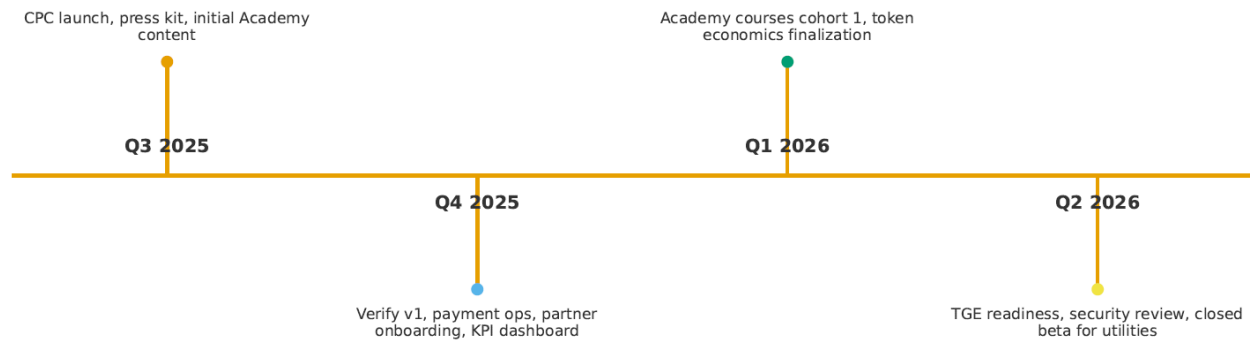 CPC launch, press kit, initial Academy
content
Q3 2025
Q4 2025
Verify v1, payment ops, partner
onboarding, KPI dashboard
Academy courses cohort 1, token
economics finalization
Q1 2026
Q2 2026
TGE readiness, security review, closed
beta for utilities